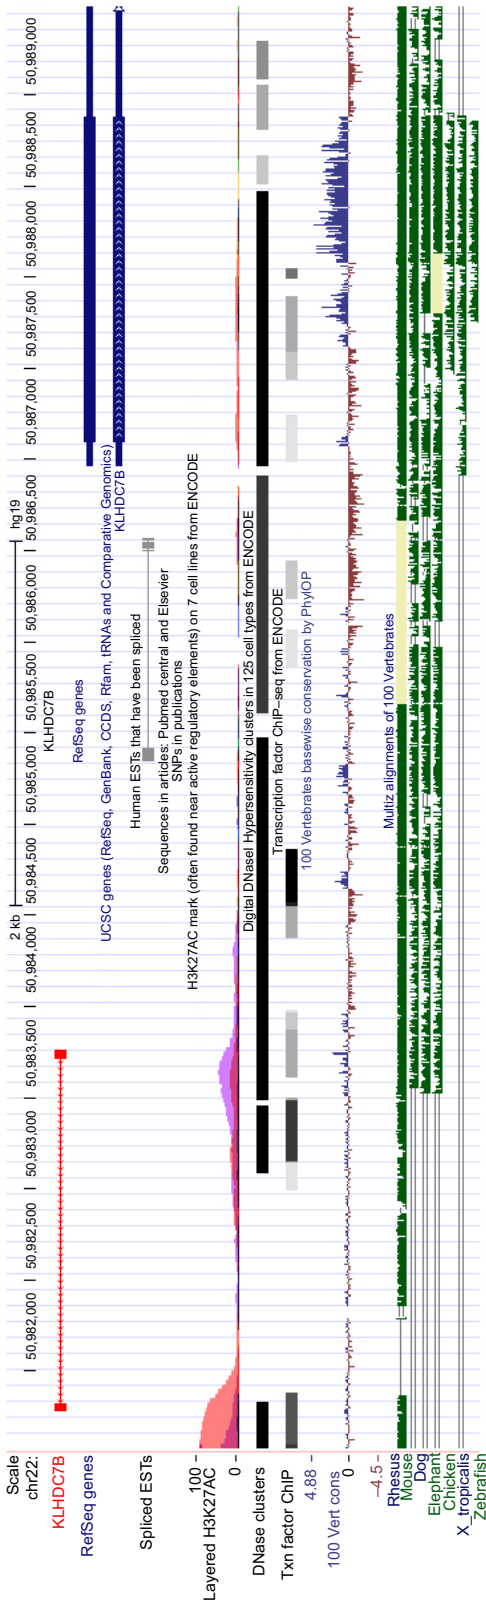 Scale
2 kb
hg19
chr22:
50,982,000
50,982,500
50,983,000
50,983,500
50,984,000
50,984,500
50,985,000
50,985,500
50,986,000
50,986,500
50,987,000
50,987,500
50,988,000
50,988,500
50,989,000
KLHDC7B
KLHDC7B
RefSeq genes
RefSeq genes
UCSC genes (RefSeq, GenBank, CCDS, Rfam, tRNAs and Comparative Genomics)
KLHDC7B
Human ESTs that have been spliced
Spliced ESTs
Sequences in articles: Pubmed central and Elsevier
SNPs in publications
H3K27AC mark (often found near active regulatory elements) on 7 cell lines from ENCODE
100
Layered H3K27AC
0
Digital DNaseI Hypersensitivity clusters in 125 cell types from ENCODE
DNase clusters
Transcription factor ChIP–seq from ENCODE
Txn factor ChIP
100 Vertebrates basewise conservation by PhylOP
4.88
100 Vert cons
0
–4.5
Multiz alignments of 100 Vertebrates
Rhesus
Mouse
Dog
Elephant
Chicken
X_tropicalis
Zebrafish